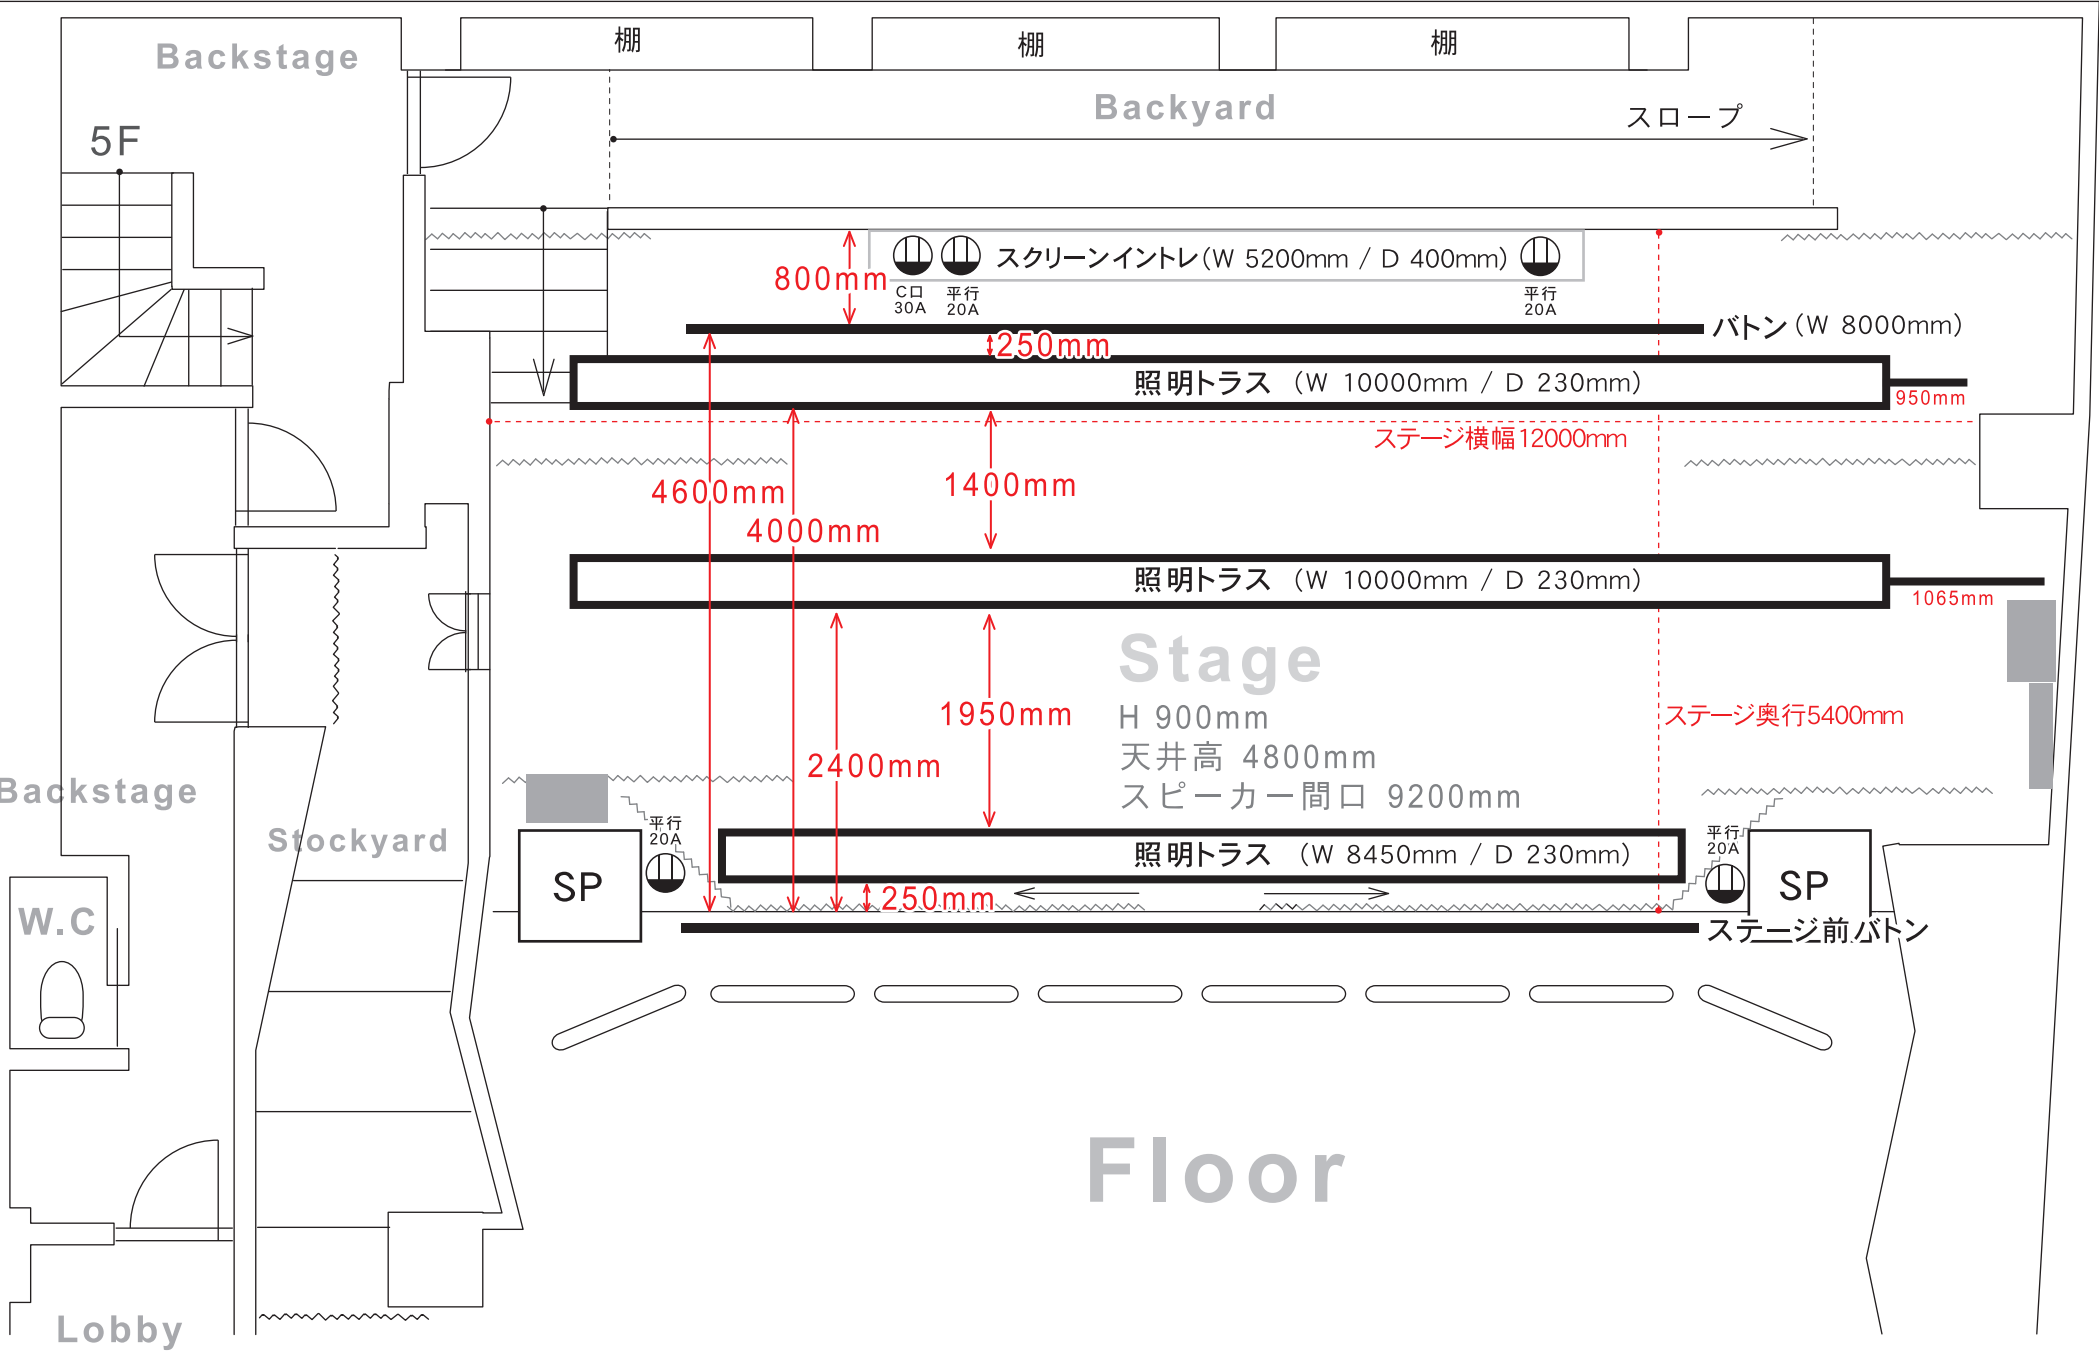 棚
棚
棚
Backstage
Backyard
スロープ
5F
スクリーンイントレ(W 5200mm / D 400mm)
800mm
C口
30A
平行
20A
平行
20A
バトン(W 8000mm)
250mm
照明トラス (W 10000mm / D 230mm)
950mm
ステージ横幅12000mm
4600mm
1400mm
4000mm
照明トラス (W 10000mm / D 230mm)
1065mm
Stage
H 900mm
天井高 4800mm
スピーカー間口 9200mm
1950mm
ステージ奥行5400mm
2400mm
Backstage
Stockyard
平行
20A
平行
20A
照明トラス (W 8450mm / D 230mm)
SP
SP
250mm
W.C
ステージ前バトン
Floor
Lobby